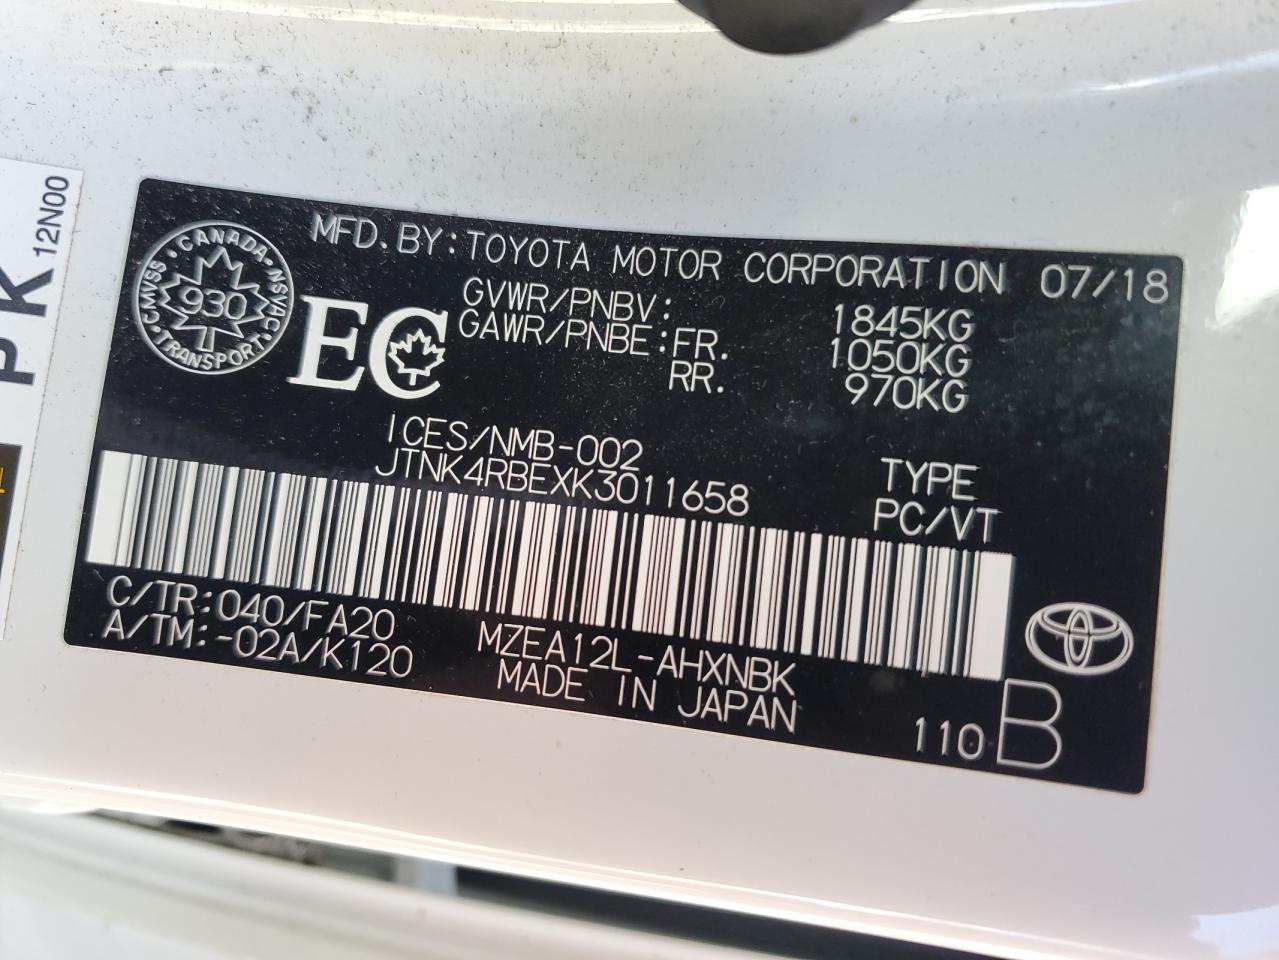 PK 12N00
CMVSS · CANADA · NSVAC · TRANSPORT
930
EC
MFD.BY:TOYOTA MOTOR CORPORATION 07/18
GVWR/PNBV: 1845KG
GAWR/PNBE:FR. 1050KG
RR. 970KG
ICES/NMB-002
JTNK4RBEXK3011658
TYPE
PC/VT
C/TR:040/FA20
A/TM:-02A/K120
MZEA12L-AHXNBK
MADE IN JAPAN
110 B